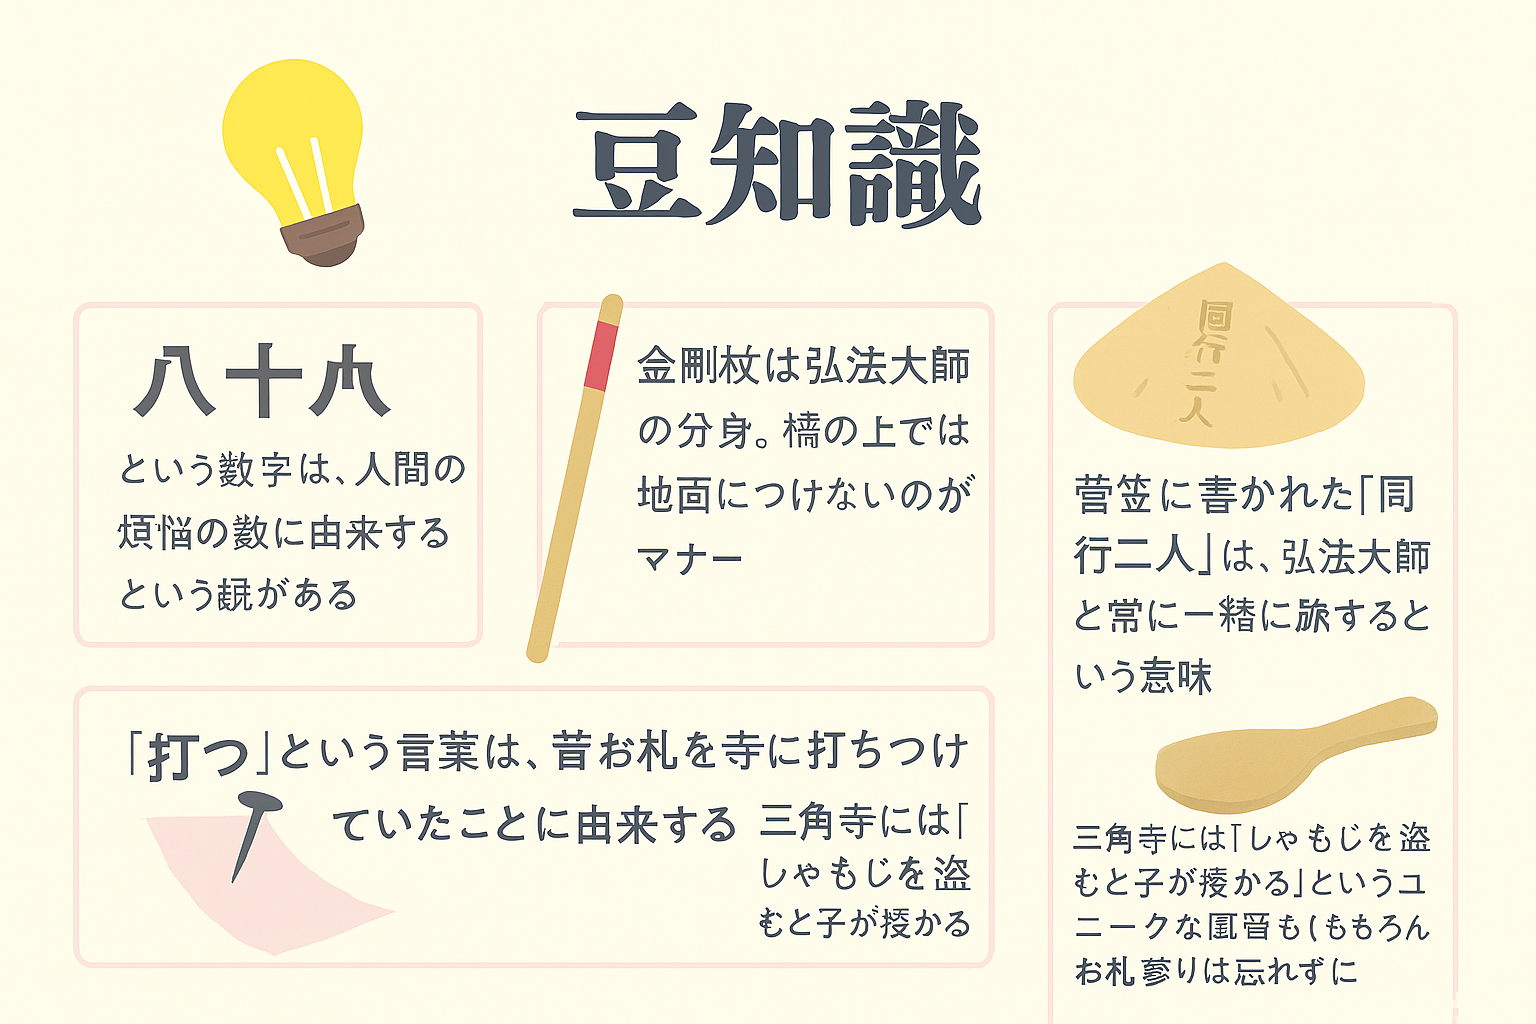 豆知識
八十八
という数字は、人間の
煩悩の数に由来する
という説がある
金剛杖は弘法大師
の分身。橋の上では
地面につけないのが
マナー
同行二人
菅笠に書かれた「同
行二人」は、弘法大師
と常に一緒に旅すると
いう意味
「打つ」という言葉は、昔お札を寺に打ちつけ
ていたことに由来する
三角寺には「
しゃもじを盗
むと子が授かる
三角寺には「しゃもじを盗
むと子が授かる」というユ
ニークな風習も(ももろん
お札参りは忘れずに